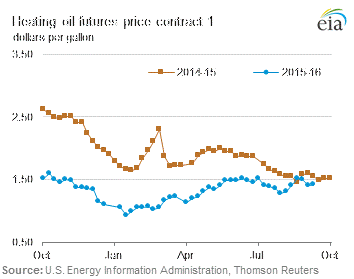 Heating oil futures price contract 1
dollars per gallon
eia
3.50
2014-15
2015-16
2.50
1.50
0.50
Oct
Jan
Apr
Jul
Oct
Source: U.S. Energy Information Administration, Thomson Reuters